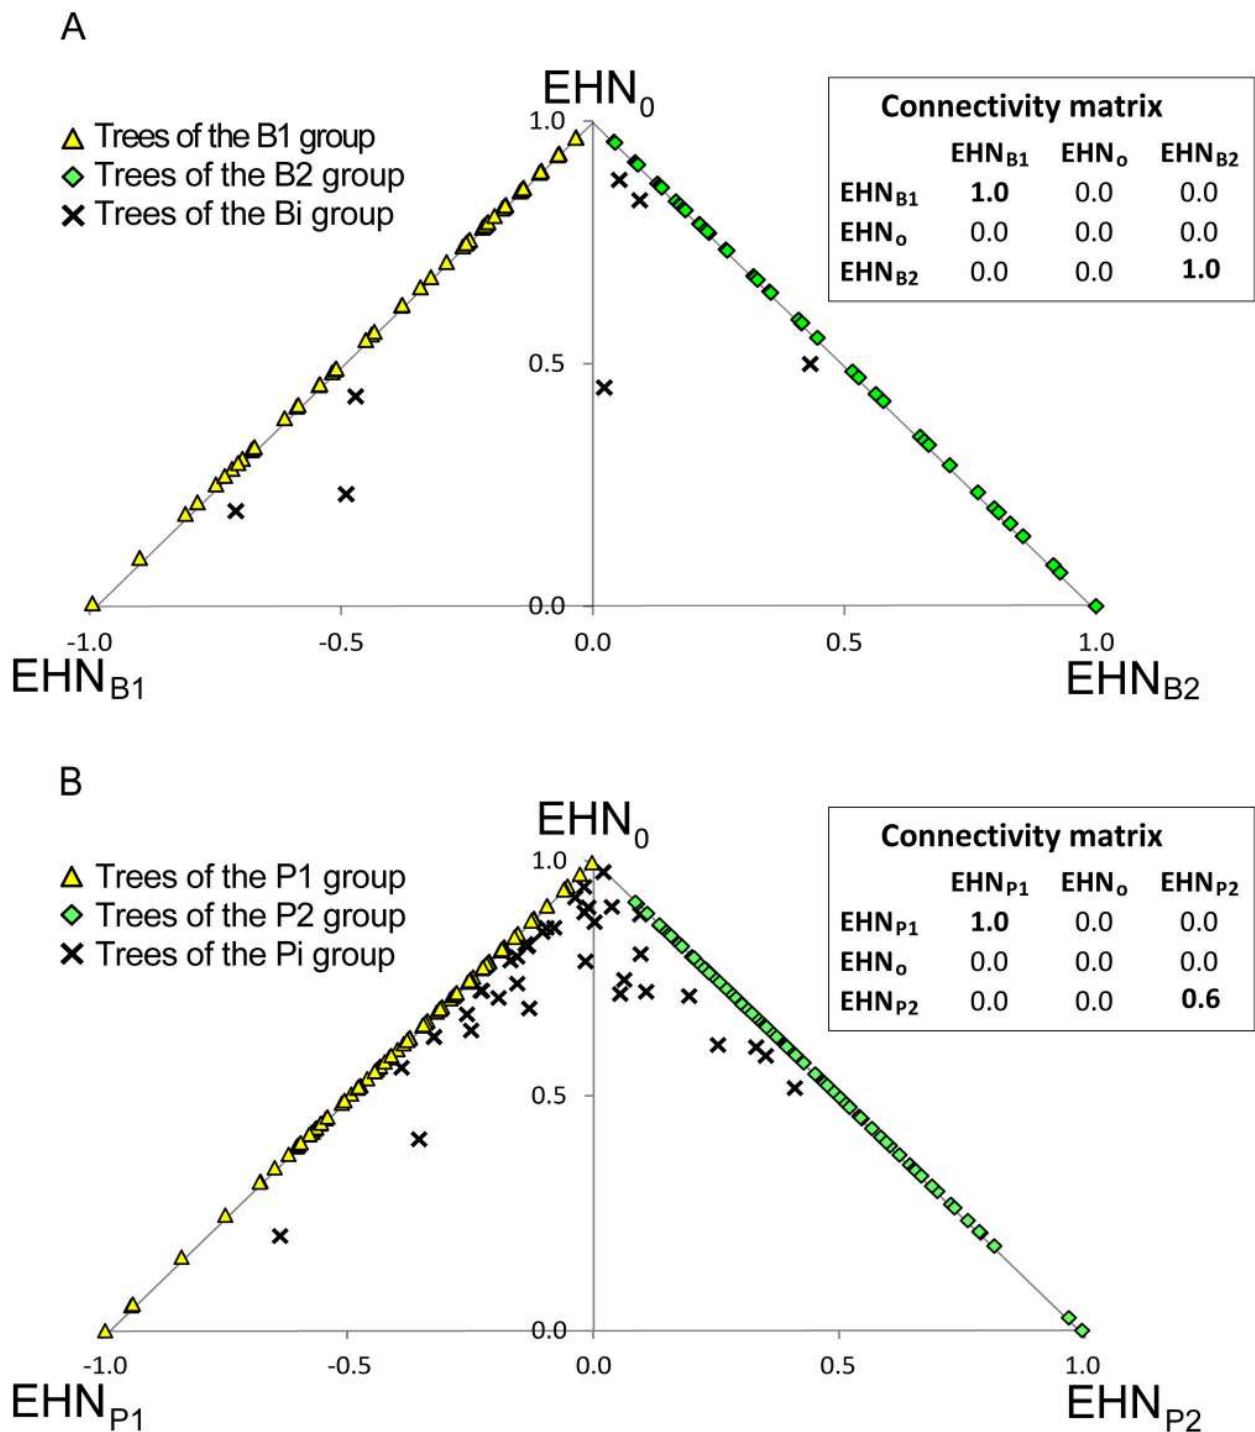 A
EHN0
Trees of the B1 group
Trees of the B2 group
Trees of the Bi group
1.0
0.5
0.0
-1.0 -0.5 0.0 0.5 1.0
EHNB1 EHNB2
Connectivity matrix
EHNB1 EHNo EHNB2
EHNB1 1.0 0.0 0.0
EHNo 0.0 0.0 0.0
EHNB2 0.0 0.0 1.0
B
EHN0
Trees of the P1 group
Trees of the P2 group
Trees of the Pi group
1.0
0.5
0.0
-1.0 -0.5 0.0 0.5 1.0
EHNP1 EHNP2
Connectivity matrix
EHNP1 EHNo EHNP2
EHNP1 1.0 0.0 0.0
EHNo 0.0 0.0 0.0
EHNP2 0.0 0.0 0.6